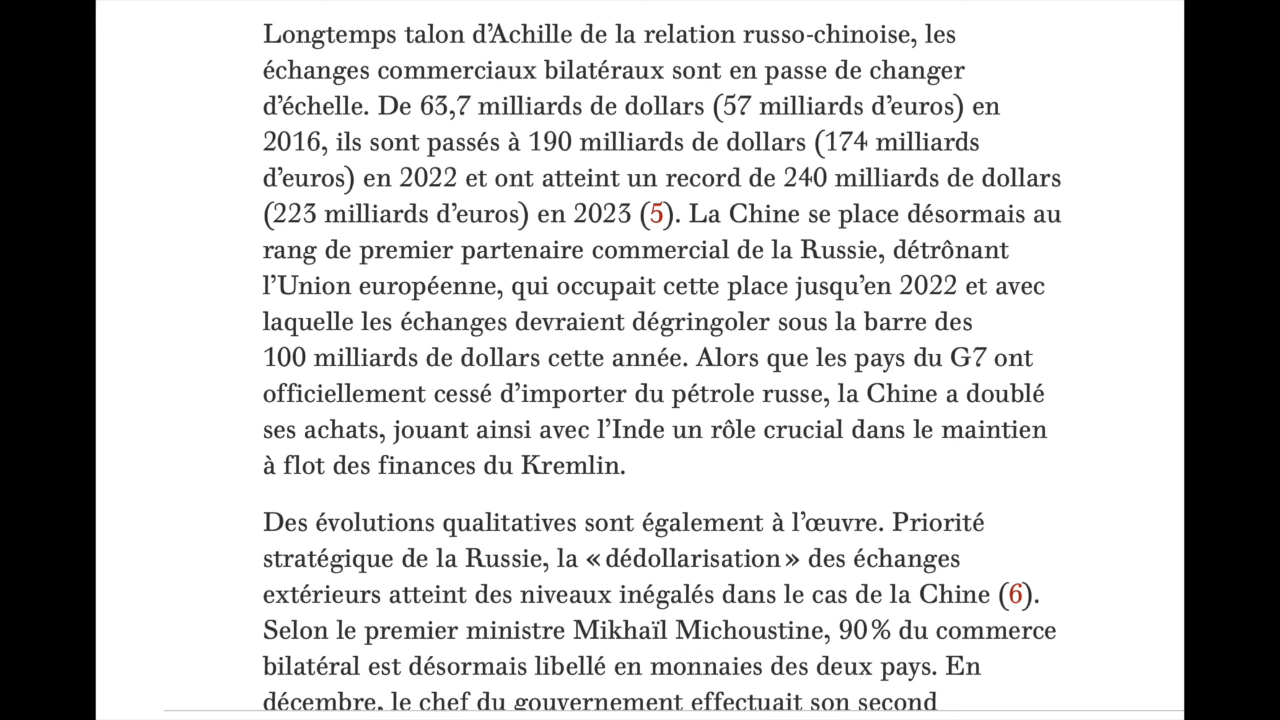 Longtemps talon d’Achille de la relation russo-chinoise, les
échanges commerciaux bilatéraux sont en passe de changer
d’échelle. De 63,7 milliards de dollars (57 milliards d’euros) en
2016, ils sont passés à 190 milliards de dollars (174 milliards
d’euros) en 2022 et ont atteint un record de 240 milliards de dollars
(223 milliards d’euros) en 2023 (5). La Chine se place désormais au
rang de premier partenaire commercial de la Russie, détrônant
l’Union européenne, qui occupait cette place jusqu’en 2022 et avec
laquelle les échanges devraient dégringoler sous la barre des
100 milliards de dollars cette année. Alors que les pays du G7 ont
officiellement cessé d’importer du pétrole russe, la Chine a doublé
ses achats, jouant ainsi avec l’Inde un rôle crucial dans le maintien
à flot des finances du Kremlin.
Des évolutions qualitatives sont également à l’œuvre. Priorité
stratégique de la Russie, la « dédollarisation » des échanges
extérieurs atteint des niveaux inégalés dans le cas de la Chine (6).
Selon le premier ministre Mikhaïl Michoustine, 90 % du commerce
bilatéral est désormais libellé en monnaies des deux pays. En
décembre, le chef du gouvernement effectuait son second